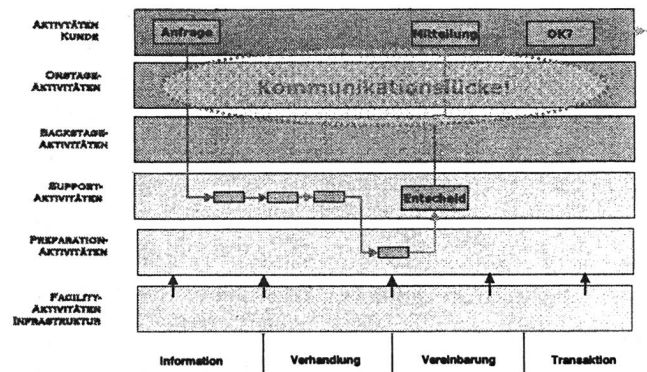 AKTIVITÄTEN
KUNDE
Anfrage
Mitteilung
OK?
ONSTAGE-
AKTIVITÄTEN
Kommunikationslücke!
BACKSTAGE-
AKTIVITÄTEN
SUPPORT-
AKTIVITÄTEN
Entscheid
PREPARATION-
AKTIVITÄTEN
FACILITY-
AKTIVITÄTEN
INFRASTRUKTUR
Information
Verhandlung
Vereinbarung
Transaktion